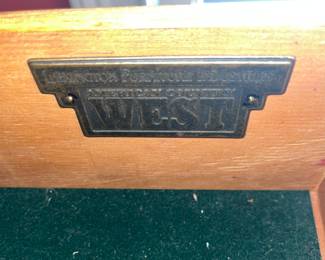 LEXINGTON FURNITURE INDUSTRIES
AMERICAN COUNTRY
WEST